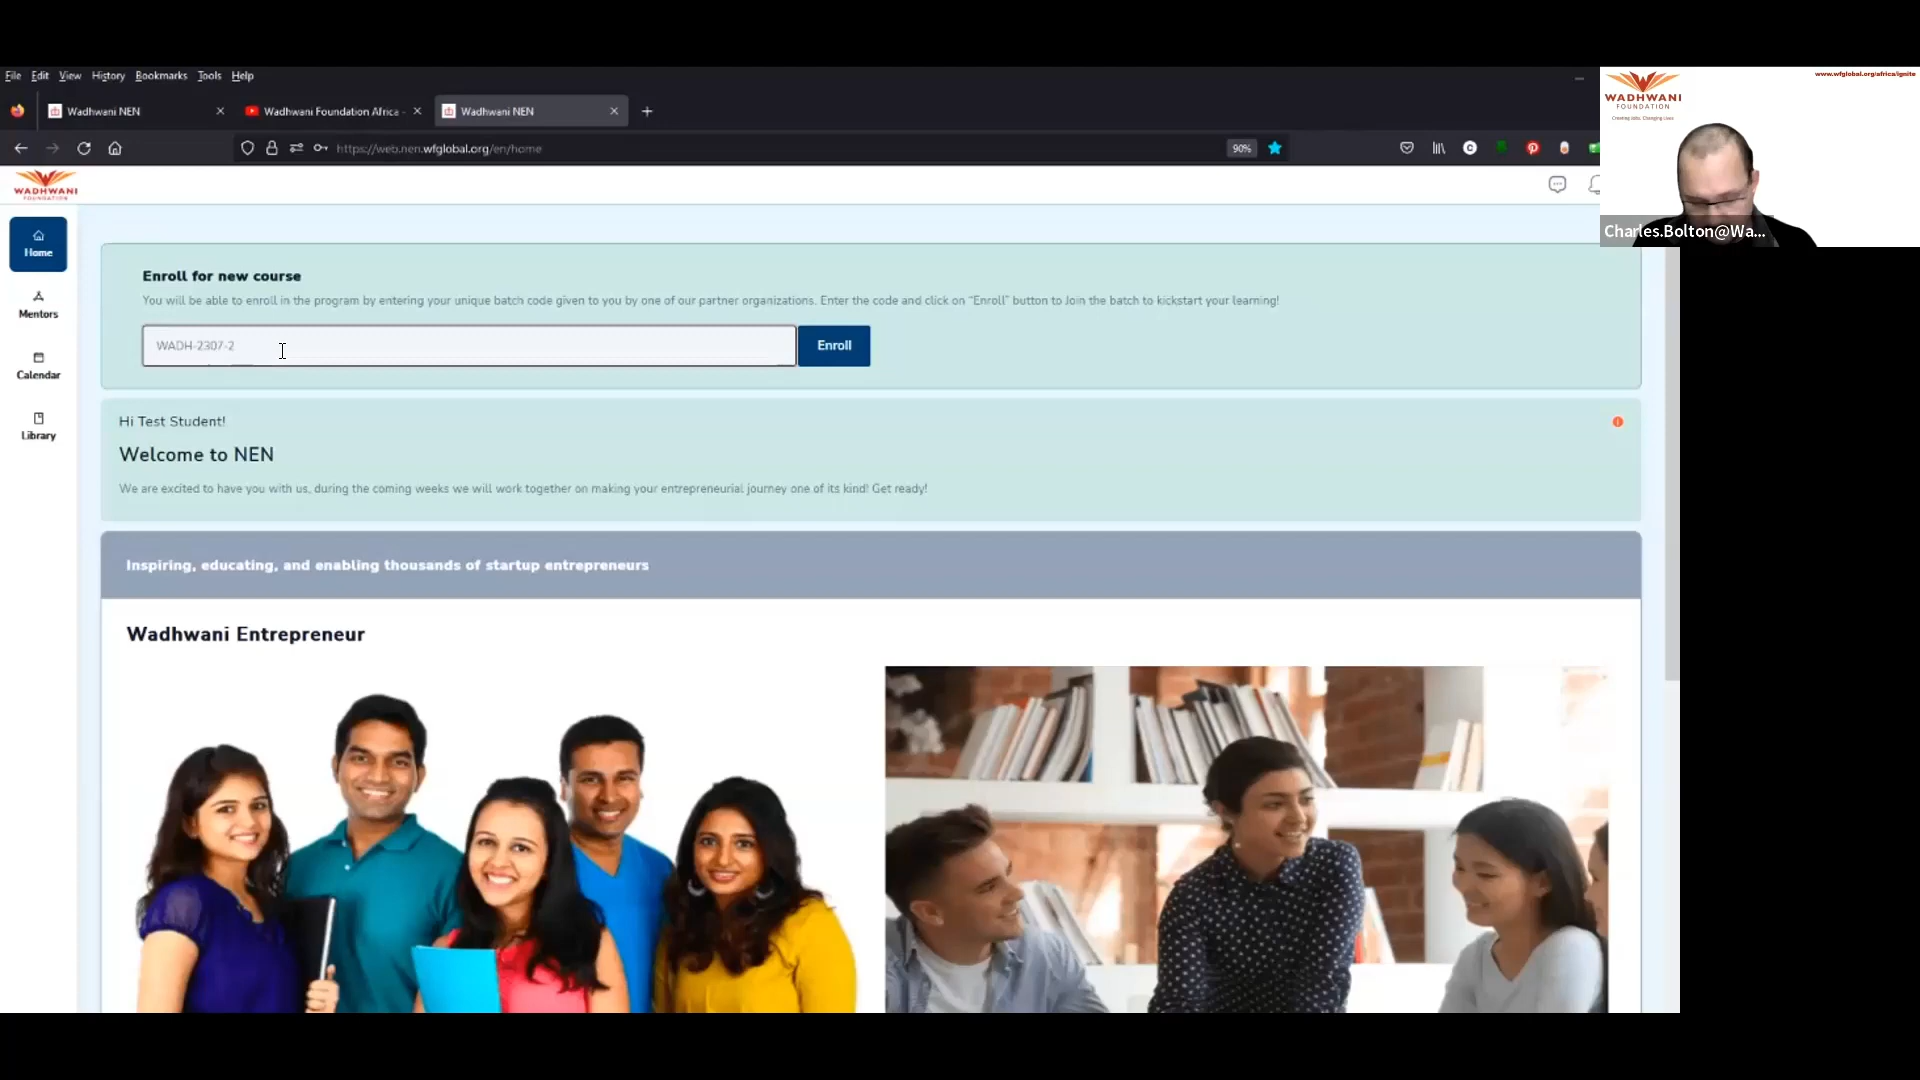 File Edit View History Bookmarks Tools Help
WADHWANI
FOUNDATION
Creating Jobs, Changing Lives
www.wfglobal.org/africa/ignite
Wadhwani NEN
Wadhwani Foundation Africa -
Wadhwani NEN
https://web.nen.wfglobal.org/en/home
90%
WADHWANI
FOUNDATION
Charles.Bolton@Wa...
Home
Mentors
Calendar
Library
Enroll for new course
You will be able to enroll in the program by entering your unique batch code given to you by one of our partner organizations. Enter the code and click on “Enroll” button to Join the batch to kickstart your learning!
WADH-2307-2
Enroll
Hi Test Student!
Welcome to NEN
We are excited to have you with us, during the coming weeks we will work together on making your entrepreneurial journey one of its kind! Get ready!
Inspiring, educating, and enabling thousands of startup entrepreneurs
Wadhwani Entrepreneur